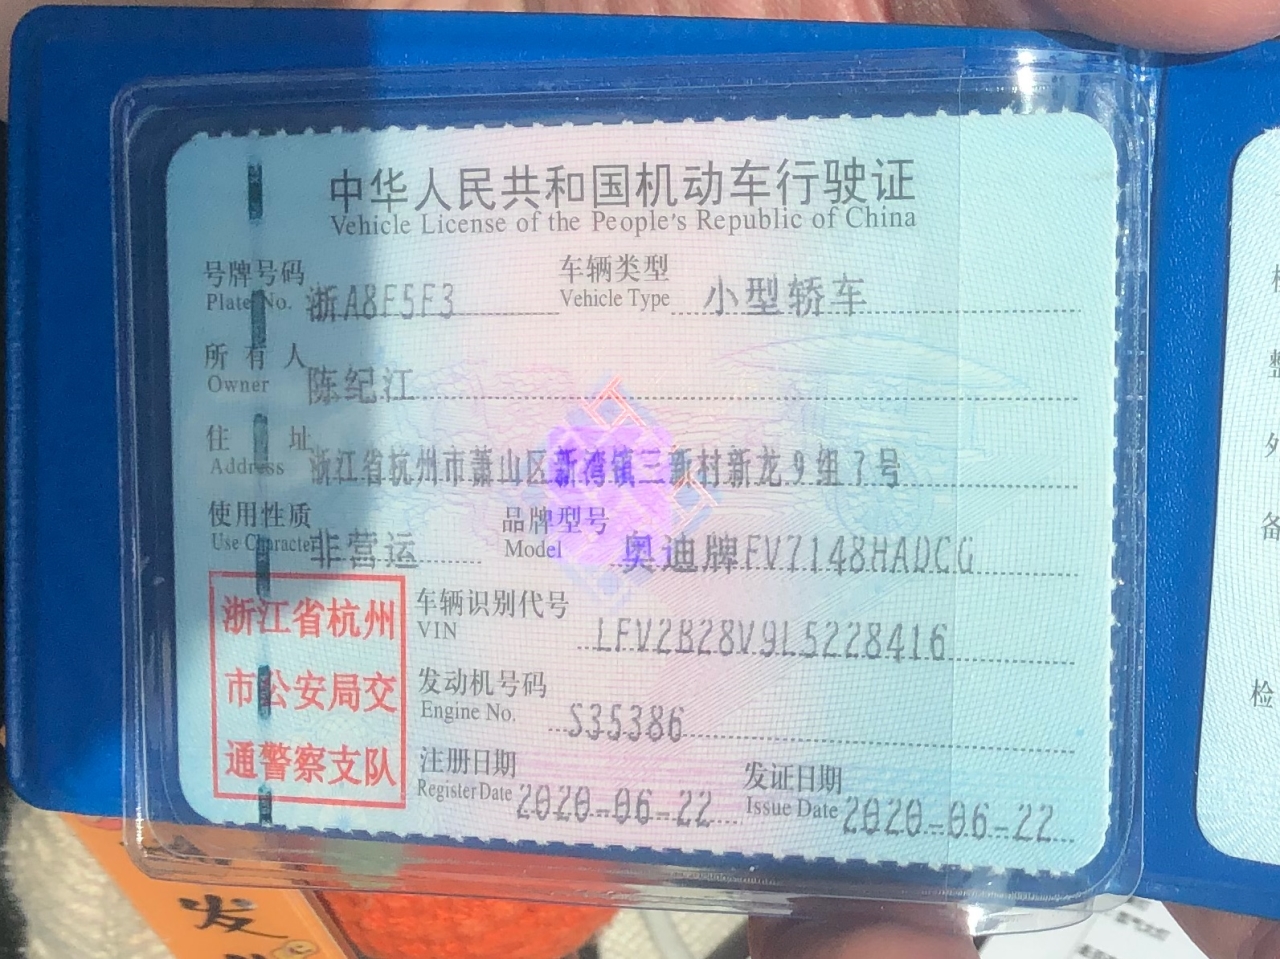 中华人民共和国机动车行驶证
Vehicle License of the People's Republic of China
号牌号码 浙A8F5F3 车辆类型 小型轿车
Plate No. Vehicle Type
所有人 陈纪江
Owner
住址 浙江省杭州市萧山区新湾镇三新村新龙9组7号
Address
使用性质 非营运 品牌型号 奥迪牌FV7148HADCG
Use Character Model
浙江省杭州
市公安局交
通警察支队
车辆识别代号 LFV2B28V9L5228416
VIN
发动机号码 S35386
Engine No.
注册日期 2020-06-22 发证日期 2020-06-22
Register Date Issue Date
备
检
发